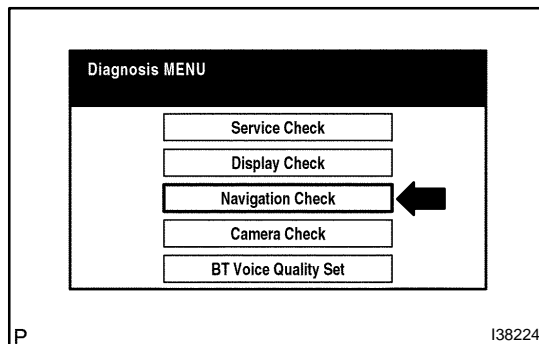 Diagnosis MENU
Service Check
Display Check
Navigation Check
Camera Check
BT Voice Quality Set
P
I38224